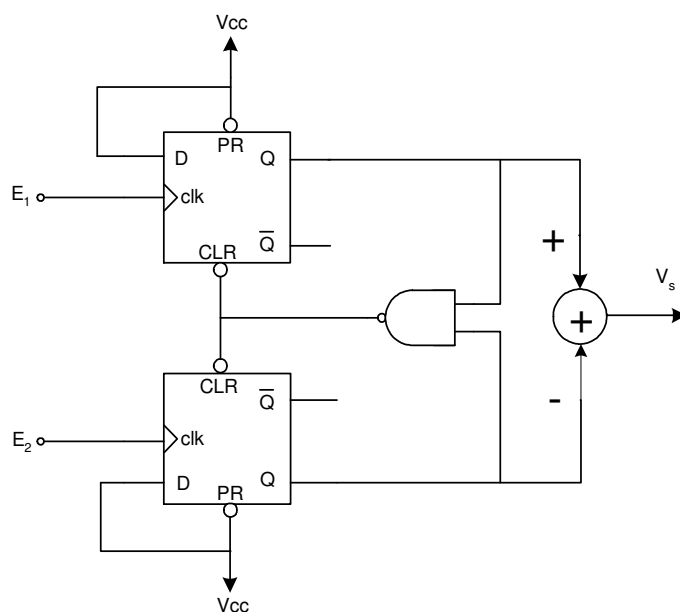 Vcc
D
PR
Q
E₁
clk
CLR
Q̅
+
+
-
Vₛ
CLR
Q̅
E₂
clk
D
PR
Q
Vcc